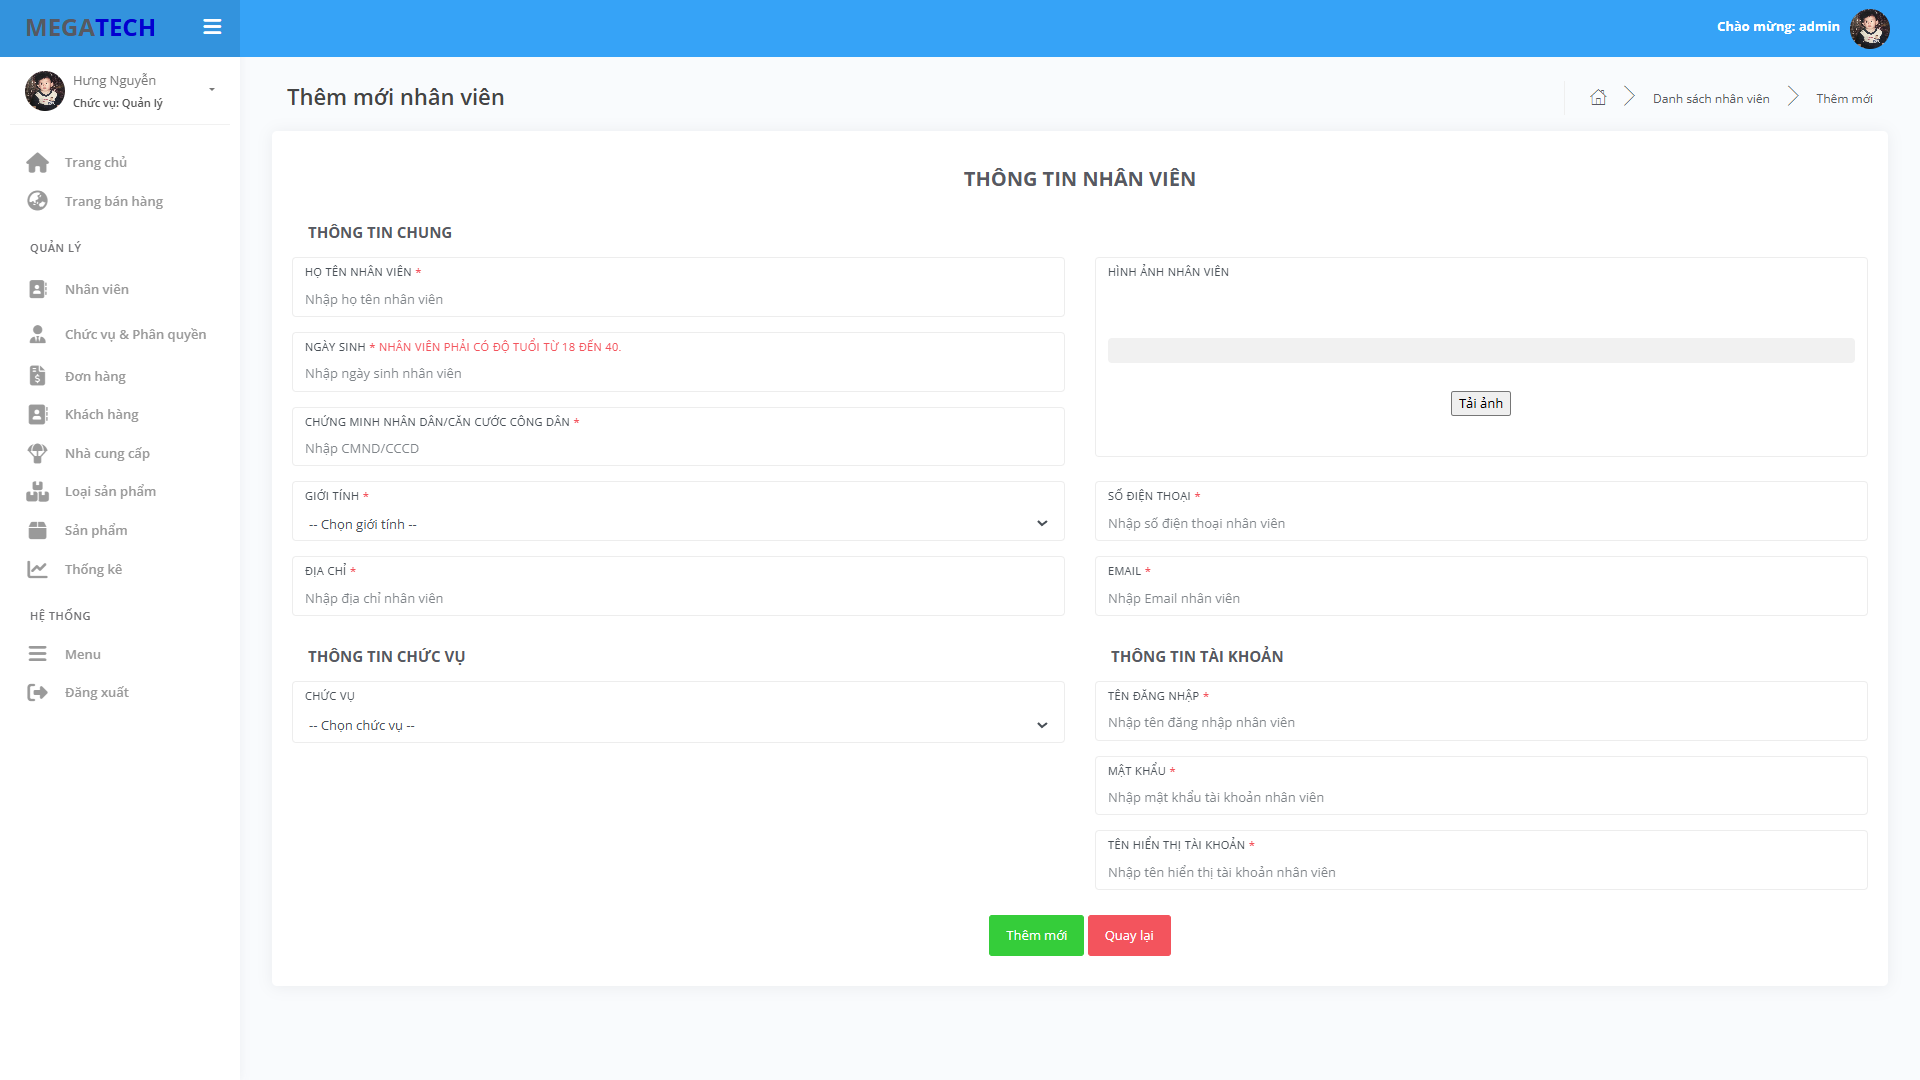 MEGATECH
Chào mừng: admin
Hưng Nguyễn
Chức vụ: Quản lý
Trang chủ
Trang bán hàng
QUẢN LÝ
Nhân viên
Chức vụ & Phân quyền
Đơn hàng
Khách hàng
Nhà cung cấp
Loại sản phẩm
Sản phẩm
Thống kê
HỆ THỐNG
Menu
Đăng xuất
Thêm mới nhân viên
Danh sách nhân viên
Thêm mới
THÔNG TIN NHÂN VIÊN
THÔNG TIN CHUNG
HỌ TÊN NHÂN VIÊN *
Nhập họ tên nhân viên
HÌNH ẢNH NHÂN VIÊN
Tải ảnh
NGÀY SINH * NHÂN VIÊN PHẢI CÓ ĐỘ TUỔI TỪ 18 ĐẾN 40.
Nhập ngày sinh nhân viên
CHỨNG MINH NHÂN DÂN/CĂN CƯỚC CÔNG DÂN *
Nhập CMND/CCCD
GIỚI TÍNH *
-- Chọn giới tính --
SỐ ĐIỆN THOẠI *
Nhập số điện thoại nhân viên
ĐỊA CHỈ *
Nhập địa chỉ nhân viên
EMAIL *
Nhập Email nhân viên
THÔNG TIN CHỨC VỤ
CHỨC VỤ
-- Chọn chức vụ --
THÔNG TIN TÀI KHOẢN
TÊN ĐĂNG NHẬP *
Nhập tên đăng nhập nhân viên
MẬT KHẨU *
Nhập mật khẩu tài khoản nhân viên
TÊN HIỂN THỊ TÀI KHOẢN *
Nhập tên hiển thị tài khoản nhân viên
Thêm mới
Quay lại